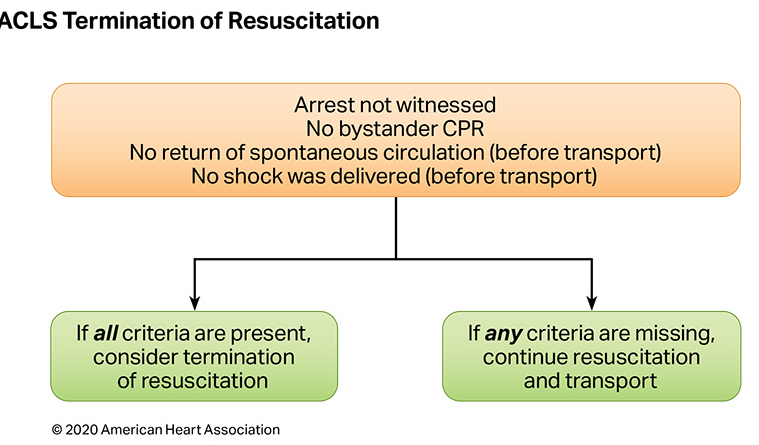 ACLS Termination of Resuscitation
Arrest not witnessed
No bystander CPR
No return of spontaneous circulation (before transport)
No shock was delivered (before transport)
If all criteria are present,
consider termination
of resuscitation
If any criteria are missing,
continue resuscitation
and transport
© 2020 American Heart Association